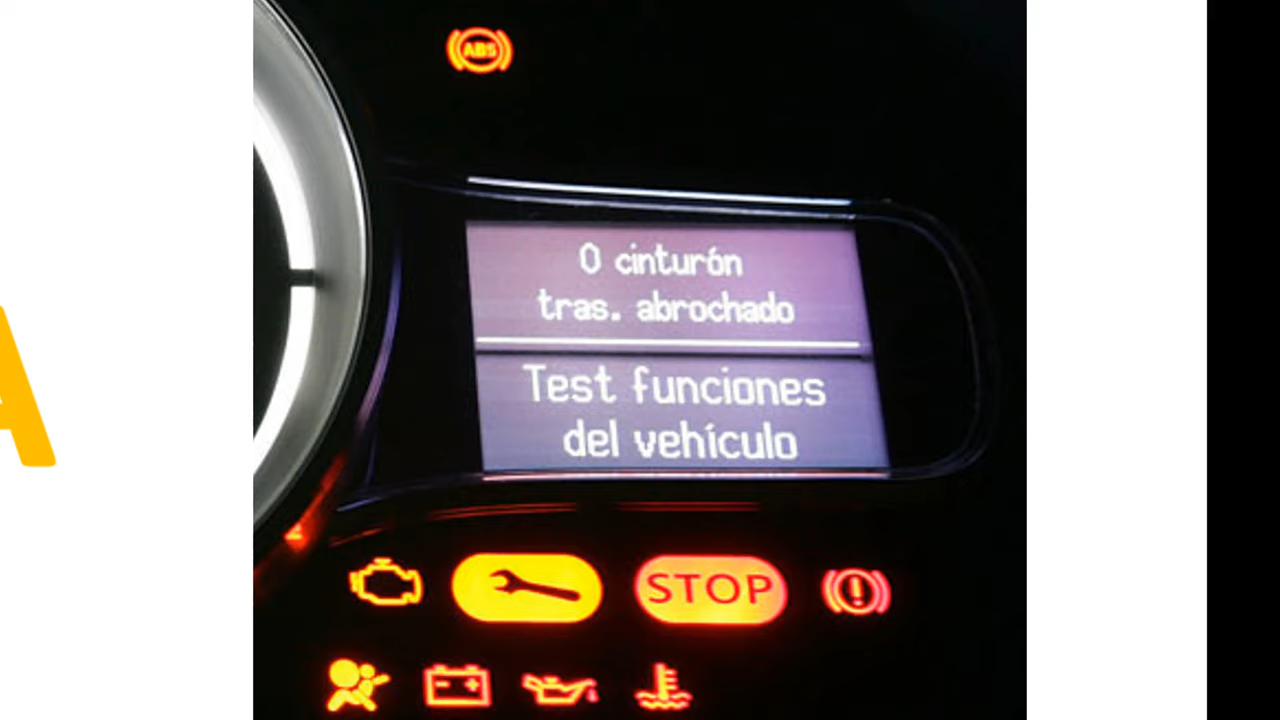 A
ABS
0 cinturón
tras. abrochado
Test funciones
del vehículo
STOP